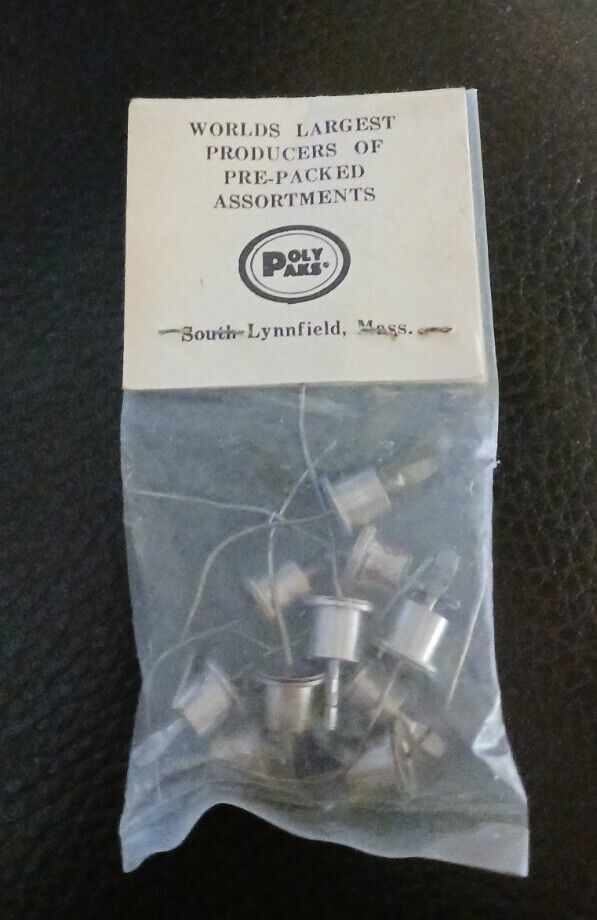 WORLDS LARGEST
PRODUCERS OF
PRE-PACKED
ASSORTMENTS
POLY
PAKS®
South Lynnfield, Mass.